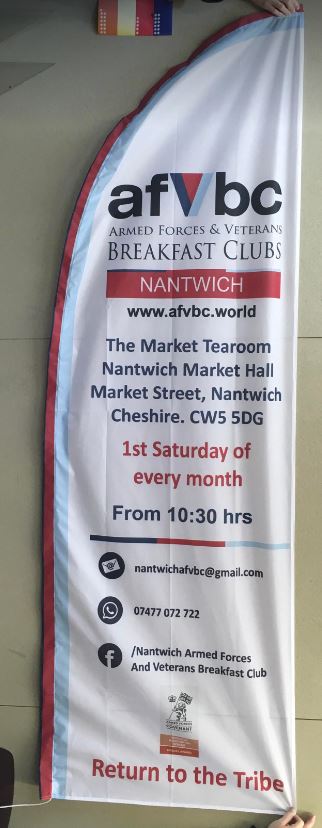 afVbc
ARMED FORCES & VETERANS
BREAKFAST CLUBS
NANTWICH
www.afvbc.world
The Market Tearoom
Nantwich Market Hall
Market Street, Nantwich
Cheshire. CW5 5DG
1st Saturday of
every month
From 10:30 hrs
nantwichafvbc@gmail.com
07477 072 722
/Nantwich Armed Forces
And Veterans Breakfast Club
Return to the Tribe